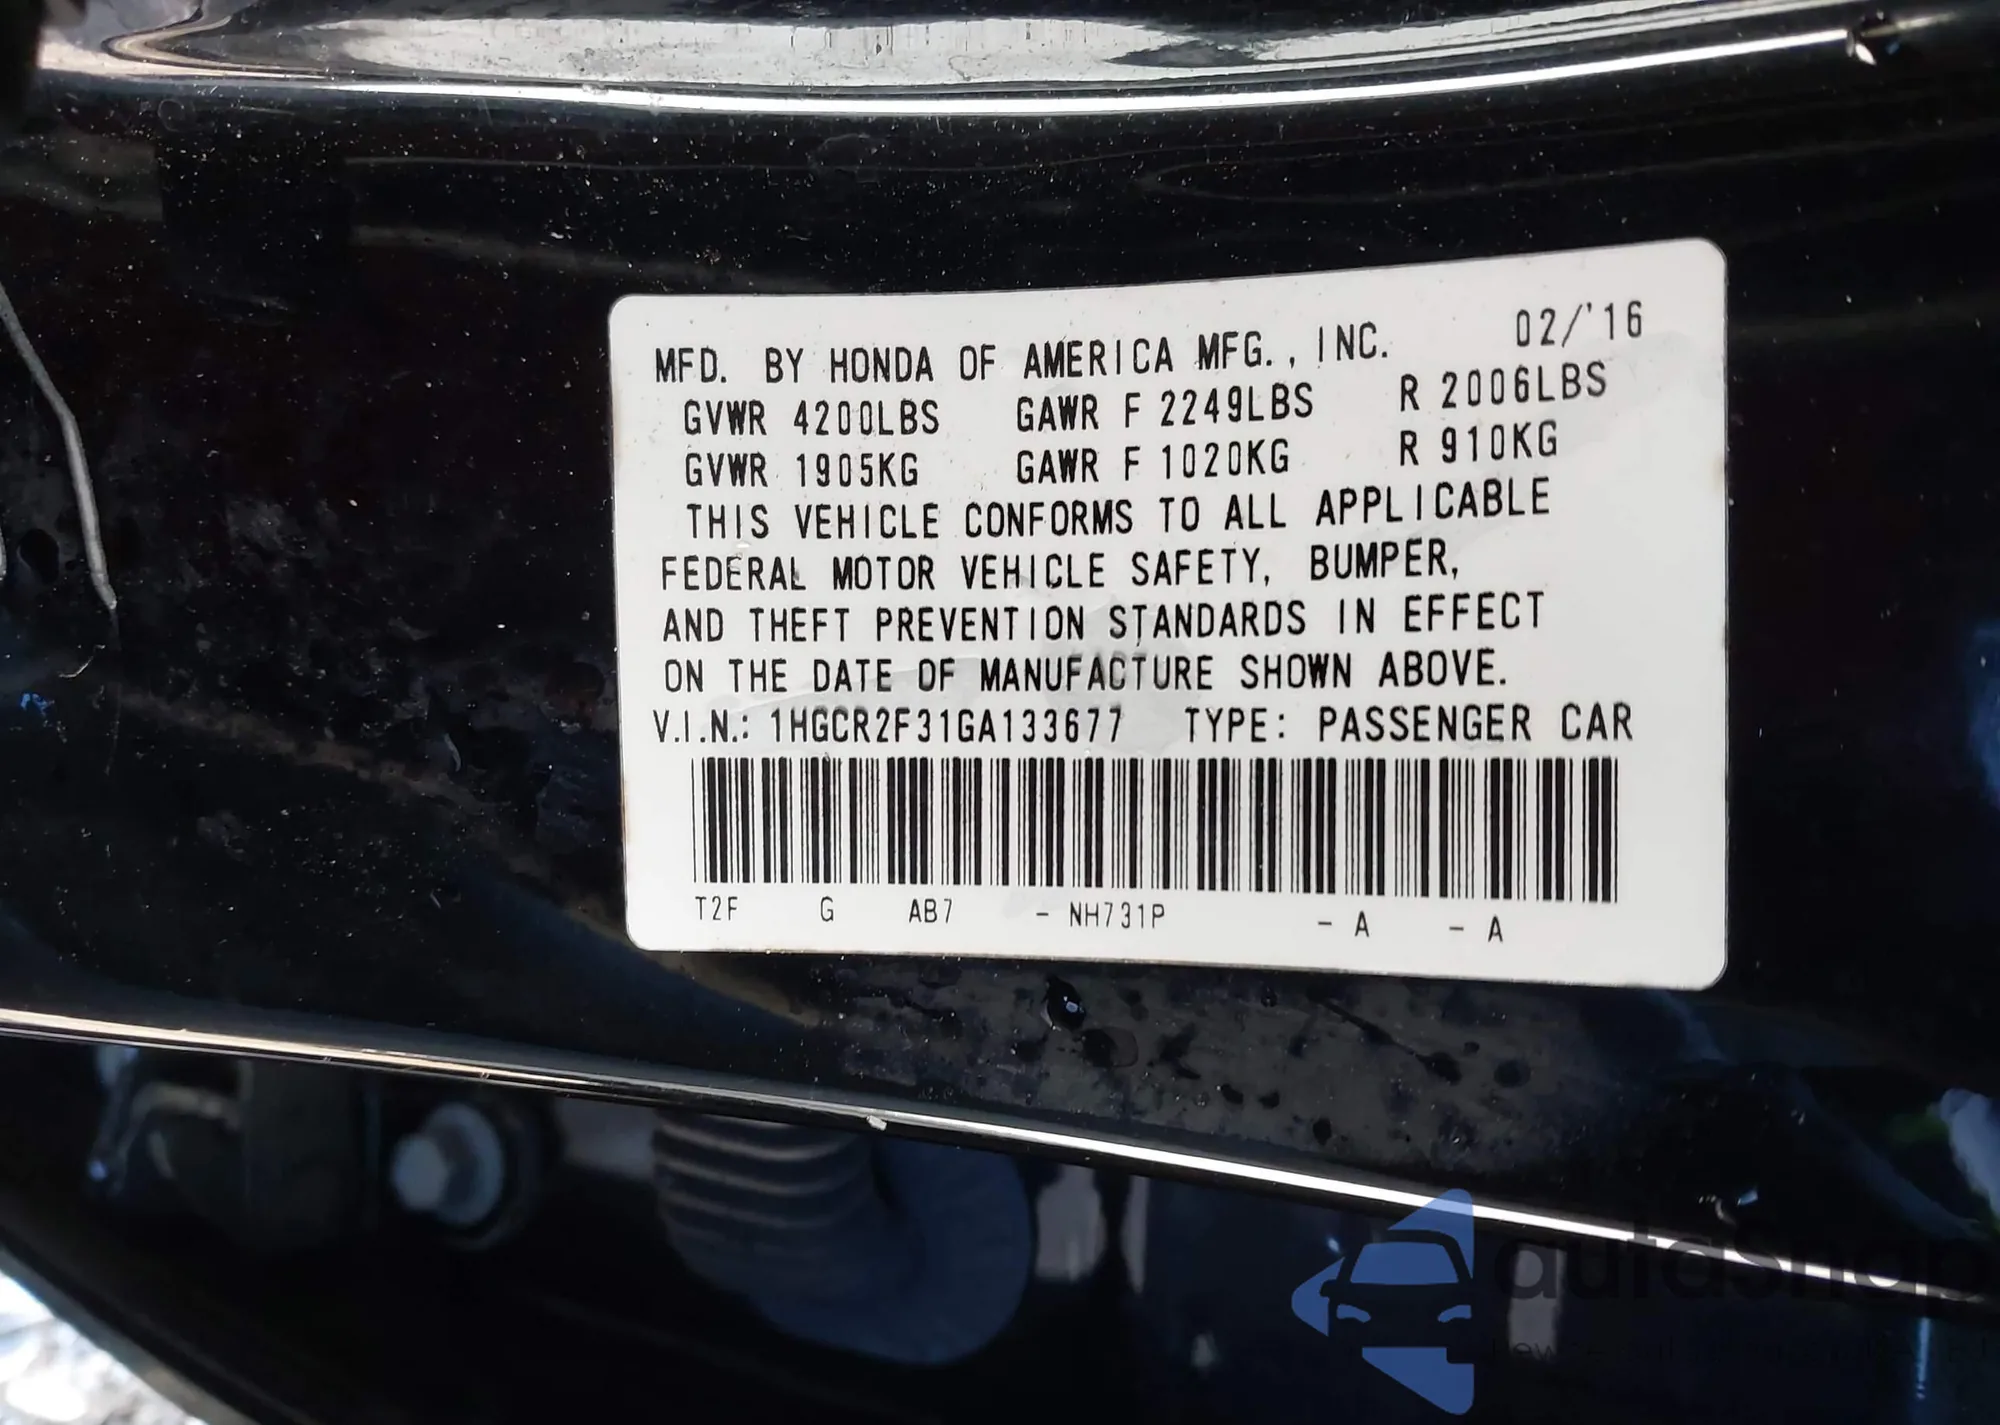 MFD. BY HONDA OF AMERICA MFG., INC. 02/'16
GVWR 4200LBS GAWR F 2249LBS R 2006LBS
GVWR 1905KG GAWR F 1020KG R 910KG
THIS VEHICLE CONFORMS TO ALL APPLICABLE
FEDERAL MOTOR VEHICLE SAFETY, BUMPER,
AND THEFT PREVENTION STANDARDS IN EFFECT
ON THE DATE OF MANUFACTURE SHOWN ABOVE.
V.I.N.: 1HGCR2F31GA133677 TYPE: PASSENGER CAR
T2F G AB7 - NH731P - A - A
autosnap